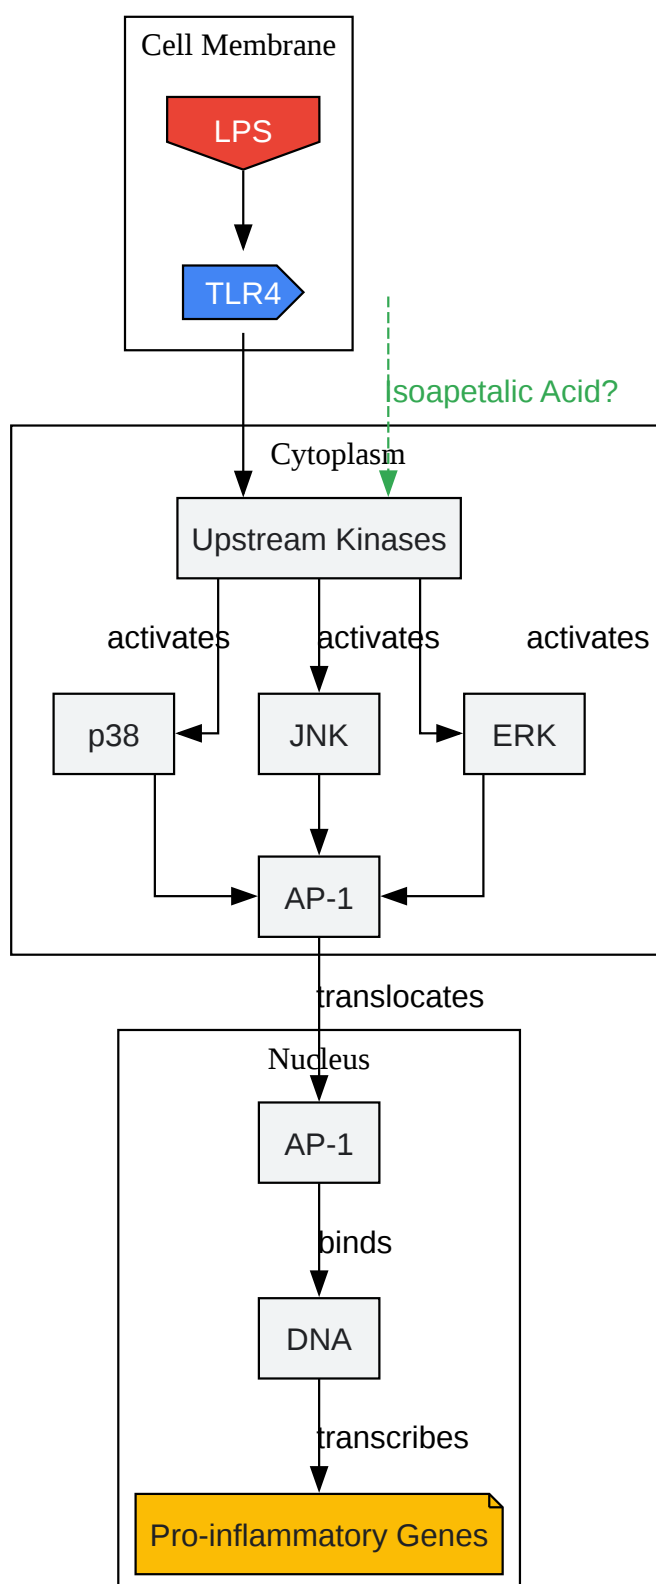 Cell Membrane
LPS
TLR4
Isoapetalic Acid?
Cytoplasm
Upstream Kinases
activates
activates
activates
p38
JNK
ERK
AP-1
translocates
Nucleus
AP-1
binds
DNA
transcribes
Pro-inflammatory Genes